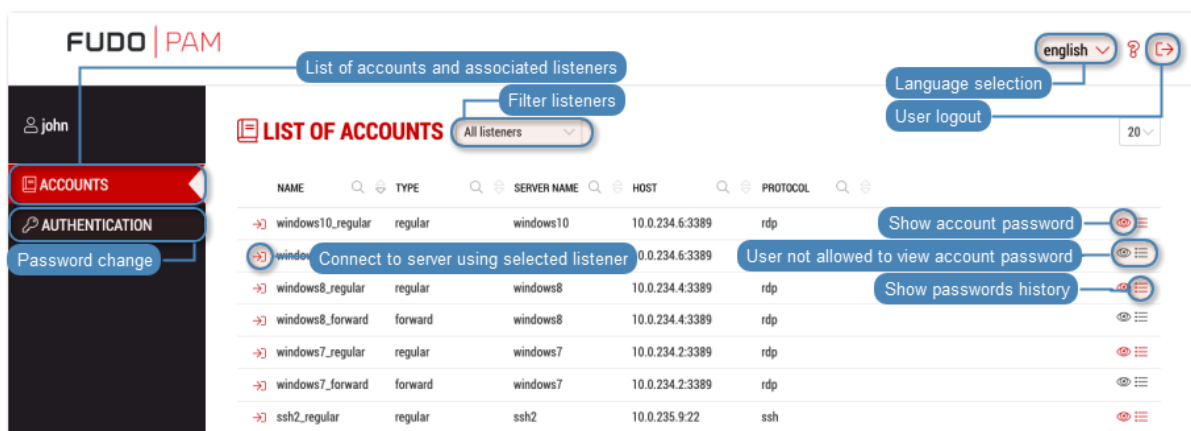 FUDO | PAM
List of accounts and associated listeners
english
Language selection
Filter listeners
User logout
john
LIST OF ACCOUNTS
All listeners
20
ACCOUNTS
NAME TYPE SERVER NAME HOST PROTOCOL
AUTHENTICATION
windows10_regular regular windows10 10.0.234.6:3389 rdp
Show account password
Password change
Connect to server using selected listener
User not allowed to view account password
windows8_regular regular windows8 10.0.234.4:3389 rdp
Show passwords history
windows8_forward forward windows8 10.0.234.4:3389 rdp
windows7_regular regular windows7 10.0.234.2:3389 rdp
windows7_forward forward windows7 10.0.234.2:3389 rdp
ssh2_regular regular ssh2 10.0.235.9:22 ssh